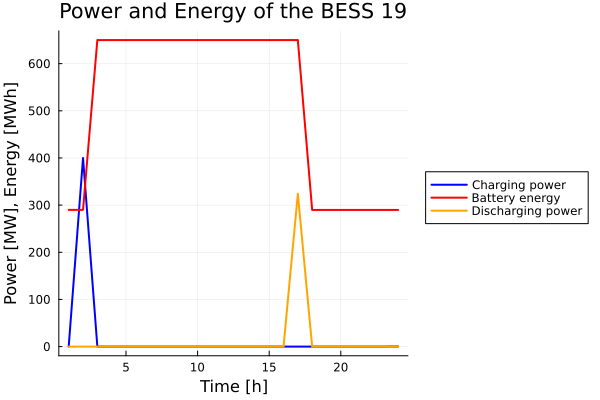 Power and Energy of the BESS 19
Power [MW], Energy [MWh]
600
500
400
300
200
100
0
5 10 15 20
Time [h]
Charging power
Battery energy
Discharging power